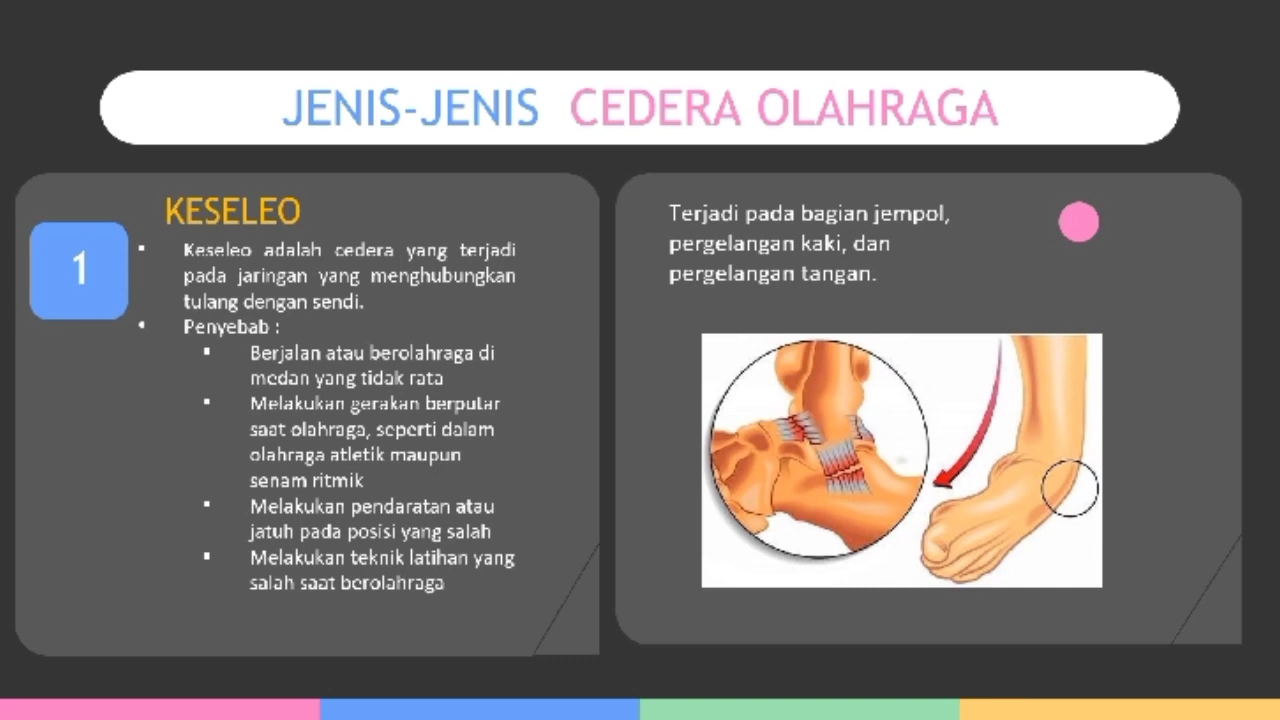 JENIS-JENIS CEDERA OLAHRAGA
1
KESELEO
• Keseleo adalah cedera yang terjadi
pada jaringan yang menghubungkan
tulang dengan sendi.
• Penyebab :
▪ Berjalan atau berolahraga di
medan yang tidak rata
▪ Melakukan gerakan berputar
saat olahraga, seperti dalam
olahraga atletik maupun
senam ritmik
▪ Melakukan pendaratan atau
jatuh pada posisi yang salah
▪ Melakukan teknik latihan yang
salah saat berolahraga
Terjadi pada bagian jempol,
pergelangan kaki, dan
pergelangan tangan.